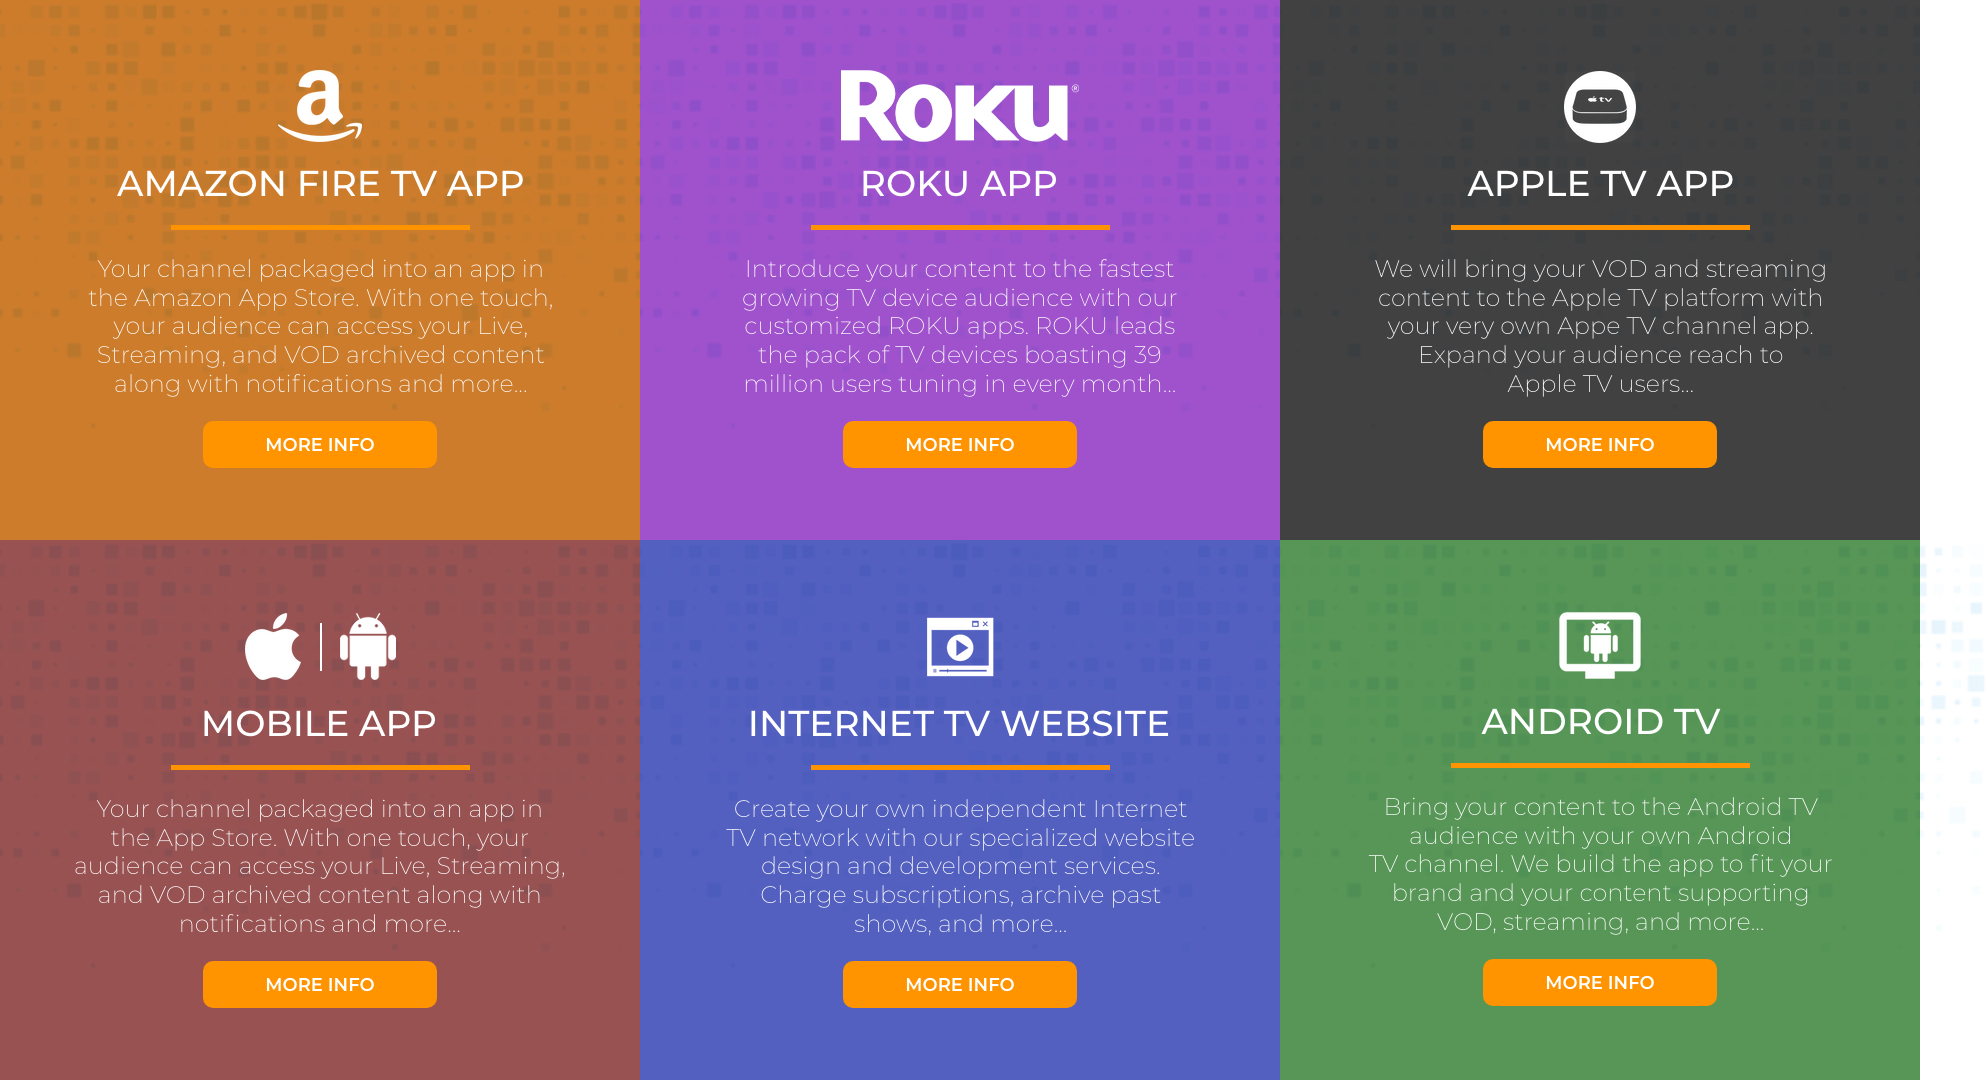 a
ROKU®
tv
AMAZON FIRE TV APP
ROKU APP
APPLE TV APP
Your channel packaged into an app in
the Amazon App Store. With one touch,
your audience can access your Live,
Streaming, and VOD archived content
along with notifications and more...
MORE INFO
Introduce your content to the fastest
growing TV device audience with our
customized ROKU apps. ROKU leads
the pack of TV devices boasting 39
million users tuning in every month...
MORE INFO
We will bring your VOD and streaming
content to the Apple TV platform with
your very own Appe TV channel app.
Expand your audience reach to
Apple TV users...
MORE INFO
MOBILE APP
Your channel packaged into an app in
the App Store. With one touch, your
audience can access your Live, Streaming,
and VOD archived content along with
notifications and more...
MORE INFO
INTERNET TV WEBSITE
Create your own independent Internet
TV network with our specialized website
design and development services.
Charge subscriptions, archive past
shows, and more...
MORE INFO
ANDROID TV
Bring your content to the Android TV
audience with your own Android
TV channel. We build the app to fit your
brand and your content supporting
VOD, streaming, and more...
MORE INFO